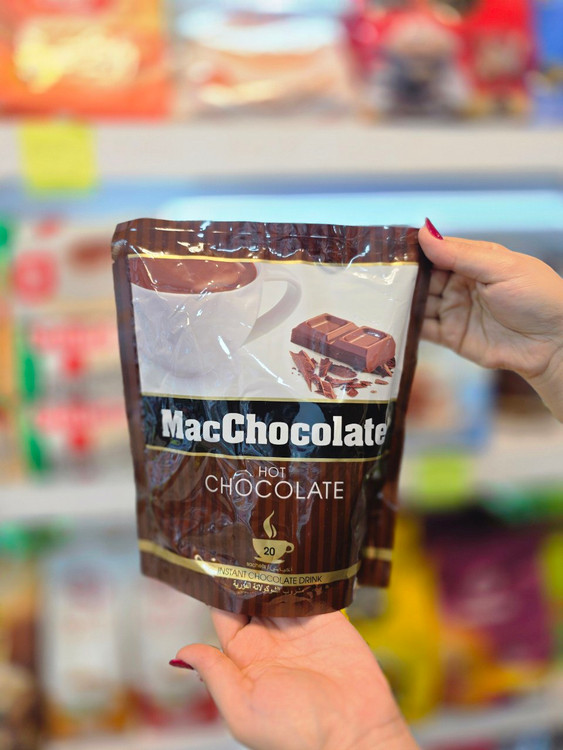 MacChocolate
HOT
CHOCOLATE
20
INSTANT CHOCOLATE DRINK